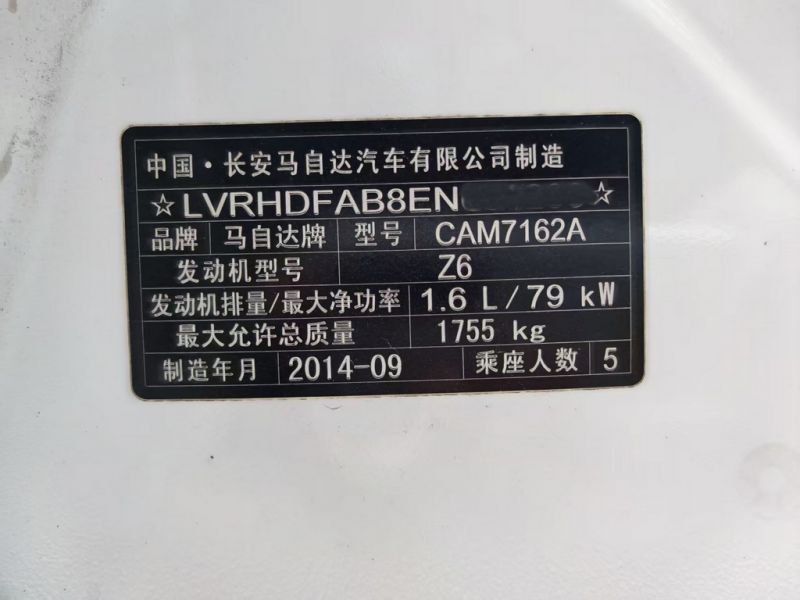 中国·长安马自达汽车有限公司制造
☆LVRHDFAB8EN ☆
品牌 马自达牌 型号 CAM7162A
发动机型号 Z6
发动机排量/最大净功率 1.6 L/79 kW
最大允许总质量 1755 kg
制造年月 2014-09 乘座人数 5